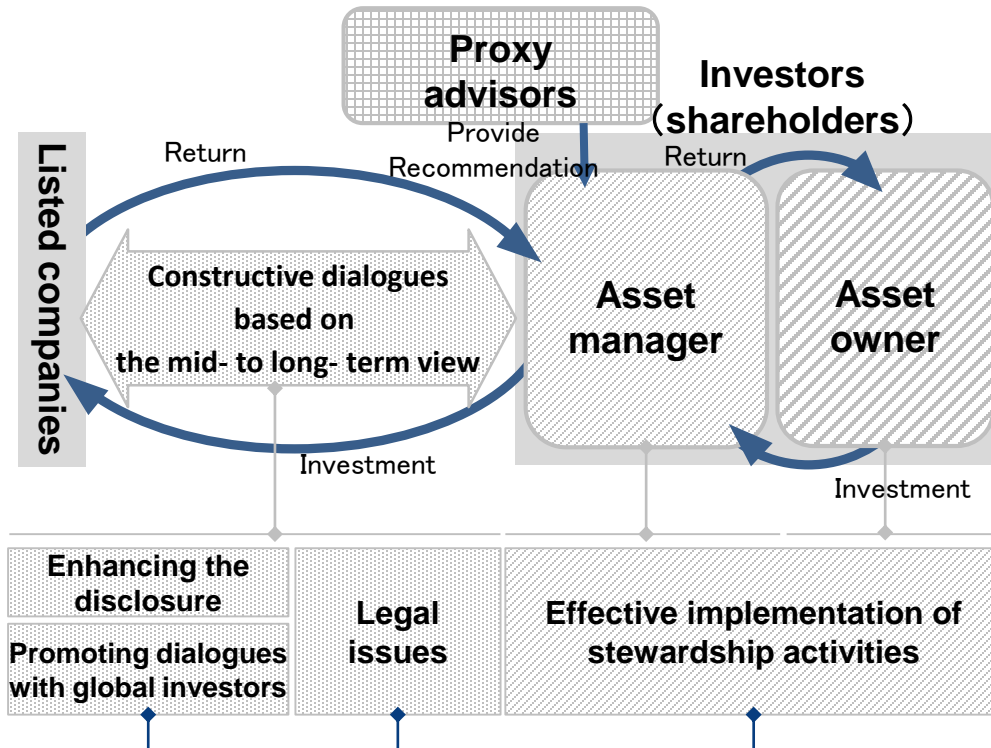 Proxy
advisors
Investors
（shareholders）
Provide
Recommendation
Return
Return
Listed companies
Constructive dialogues
based on
the mid- to long- term view
Asset
manager
Asset
owner
Investment
Investment
Enhancing the
disclosure
Promoting dialogues
with global investors
Legal
issues
Effective implementation of
stewardship activities